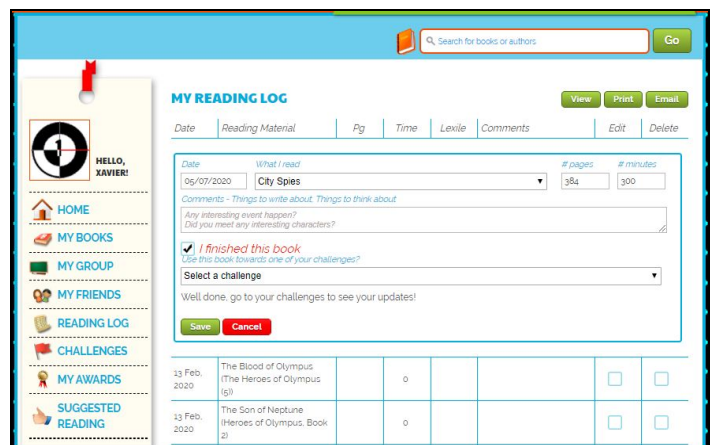 Search for books or authors
Go
HELLO,
XAVIER!
HOME
MY BOOKS
MY GROUP
MY FRIENDS
READING LOG
CHALLENGES
MY AWARDS
SUGGESTED
READING
MY READING LOG
View Print Email
Date Reading Material Pg Time Lexile Comments Edit Delete
Date What I read # pages # minutes
05/07/2020 City Spies 384 300
Comments - Things to write about, Things to think about
Any interesting event happen?
Did you meet any interesting characters?
I finished this book
Use this book towards one of your challenges?
Select a challenge
Well done, go to your challenges to see your updates!
Save Cancel
13 Feb, 2020
The Blood of Olympus
(The Heroes of Olympus
(5))
0
13 Feb, 2020
The Son of Neptune
(Heroes of Olympus, Book
2)
0